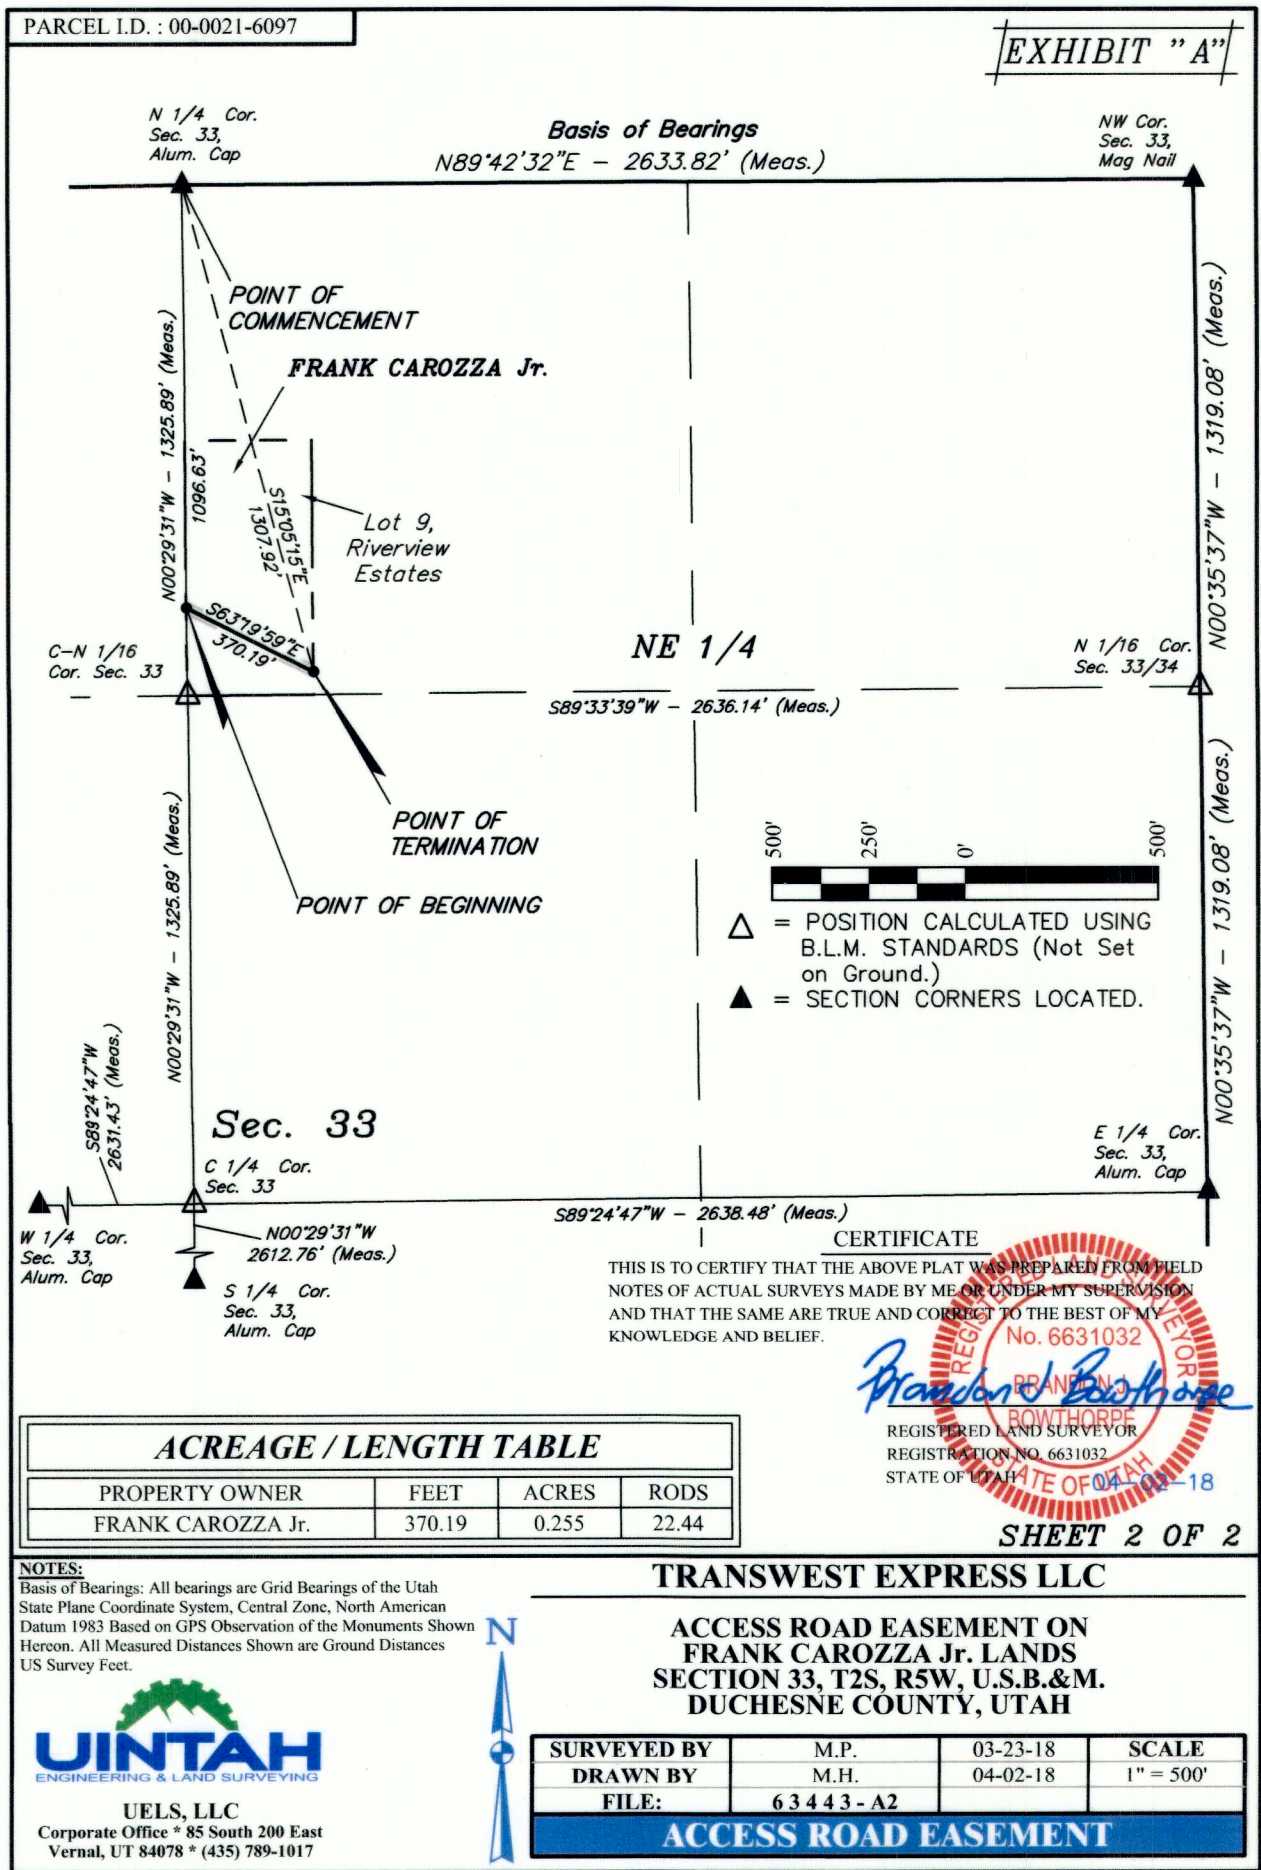 PARCEL I.D. : 00-0021-6097
EXHIBIT "A"
N 1/4 Cor.
Sec. 33,
Alum. Cap
Basis of Bearings
N89°42'32"E - 2633.82' (Meas.)
NW Cor.
Sec. 33,
Mag Nail
POINT OF
COMMENCEMENT
FRANK CAROZZA Jr.
N00°29'31"W - 1325.89' (Meas.)
1096.63'
S15°05'15"E
1307.92'
Lot 9,
Riverview
Estates
N00°35'37"W - 1319.08' (Meas.)
S63°19'59"E
370.19'
C-N 1/16
Cor. Sec. 33
NE 1/4
N 1/16 Cor.
Sec. 33/34
S89°33'39"W - 2636.14' (Meas.)
POINT OF
TERMINATION
POINT OF BEGINNING
N00°29'31"W - 1325.89' (Meas.)
500' 250' 0' 500'
= POSITION CALCULATED USING
B.L.M. STANDARDS (Not Set
on Ground.)
= SECTION CORNERS LOCATED.
N00°35'37"W - 1319.08' (Meas.)
S89°24'47"W
2631.43' (Meas.)
Sec. 33
C 1/4 Cor.
Sec. 33
E 1/4 Cor.
Sec. 33,
Alum. Cap
S89°24'47"W - 2638.48' (Meas.)
W 1/4 Cor.
Sec. 33,
Alum. Cap
N00°29'31"W
2612.76' (Meas.)
S 1/4 Cor.
Sec. 33,
Alum. Cap
CERTIFICATE
THIS IS TO CERTIFY THAT THE ABOVE PLAT WAS PREPARED FROM FIELD
NOTES OF ACTUAL SURVEYS MADE BY ME OR UNDER MY SUPERVISION
AND THAT THE SAME ARE TRUE AND CORRECT TO THE BEST OF MY
KNOWLEDGE AND BELIEF.
REGISTERED LAND SURVEYOR
No. 6631032
BRANDON J.
BOWTHORPE
STATE OF UTAH
Brandon J Bowthorpe
REGISTERED LAND SURVEYOR
REGISTRATION NO. 6631032
STATE OF UTAH
04-02-18
ACREAGE / LENGTH TABLE
PROPERTY OWNER FEET ACRES RODS
FRANK CAROZZA Jr. 370.19 0.255 22.44
SHEET 2 OF 2
NOTES:
Basis of Bearings: All bearings are Grid Bearings of the Utah
State Plane Coordinate System, Central Zone, North American
Datum 1983 Based on GPS Observation of the Monuments Shown
Hereon. All Measured Distances Shown are Ground Distances
US Survey Feet.
N
UINTAH
ENGINEERING & LAND SURVEYING
UELS, LLC
Corporate Office * 85 South 200 East
Vernal, UT 84078 * (435) 789-1017
TRANSWEST EXPRESS LLC
ACCESS ROAD EASEMENT ON
FRANK CAROZZA Jr. LANDS
SECTION 33, T2S, R5W, U.S.B.&M.
DUCHESNE COUNTY, UTAH
SURVEYED BY M.P. 03-23-18 SCALE
DRAWN BY M.H. 04-02-18 1" = 500'
FILE: 63443-A2
ACCESS ROAD EASEMENT